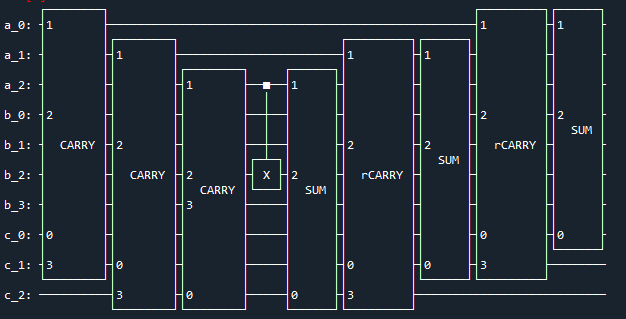 a_0: 1 1 1
a_1: 1 1 1
a_2: 1 1
b_0: 2 2 2
b_1: CARRY 2 2 2 rCARRY SUM
b_2: CARRY 2 X 2 SUM rCARRY SUM
b_3: CARRY 3
c_0: 0 0 0
c_1: 3 0 0 0 3
c_2: 3 0 0 3